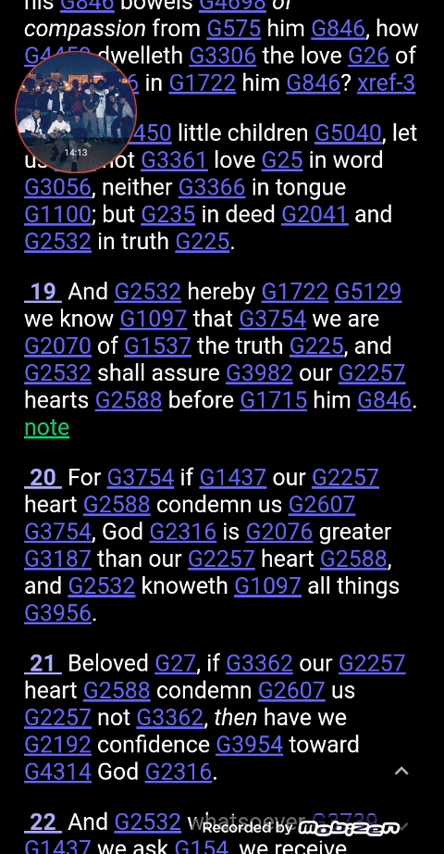 his G846 bowels G4698 of
compassion from G575 him G846, how
G4459 dwelleth G3306 the love G26 of
6 in G1722 him G846? xref-3
14:13
450 little children G5040, let
not G3361 love G25 in word
G3056, neither G3366 in tongue
G1100; but G235 in deed G2041 and
G2532 in truth G225.
19 And G2532 hereby G1722 G5129
we know G1097 that G3754 we are
G2070 of G1537 the truth G225, and
G2532 shall assure G3982 our G2257
hearts G2588 before G1715 him G846.
note
20 For G3754 if G1437 our G2257
heart G2588 condemn us G2607
G3754, God G2316 is G2076 greater
G3187 than our G2257 heart G2588,
and G2532 knoweth G1097 all things
G3956.
21 Beloved G27, if G3362 our G2257
heart G2588 condemn G2607 us
G2257 not G3362, then have we
G2192 confidence G3954 toward
G4314 God G2316.
22 And G2532 whatsoever G3739
Recorded by mobizen
G1437 we ask G154, we receive